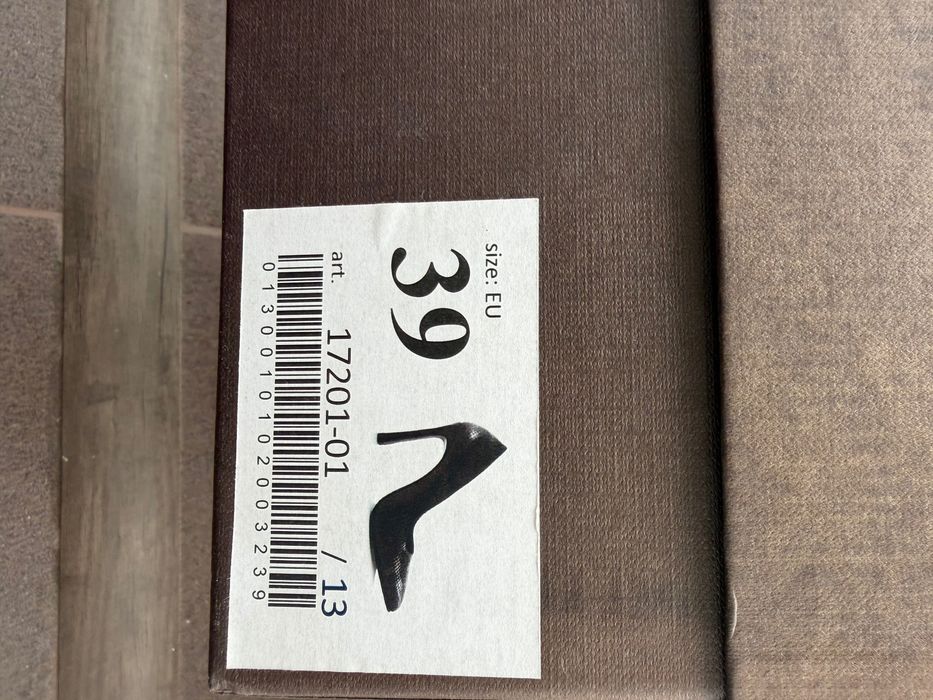 size: EU
39
art. 17201-01 / 13
0130010102003239